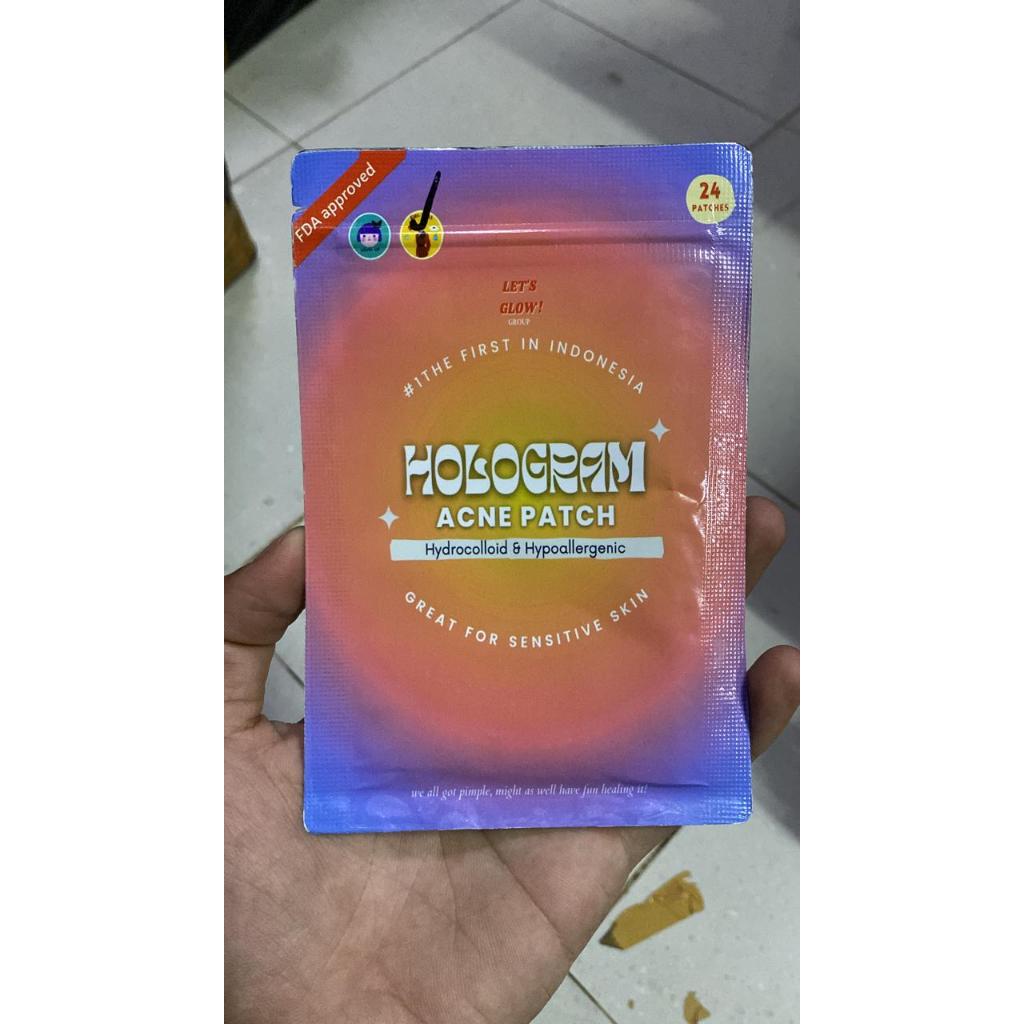 FDA approved
24
PATCHES
LET'S
GLOW!
GROUP
#1THE FIRST IN INDONESIA
HOLOGRAM
ACNE PATCH
Hydrocolloid & Hypoallergenic
GREAT FOR SENSITIVE SKIN
we all got pimple, might as well have fun healing it!